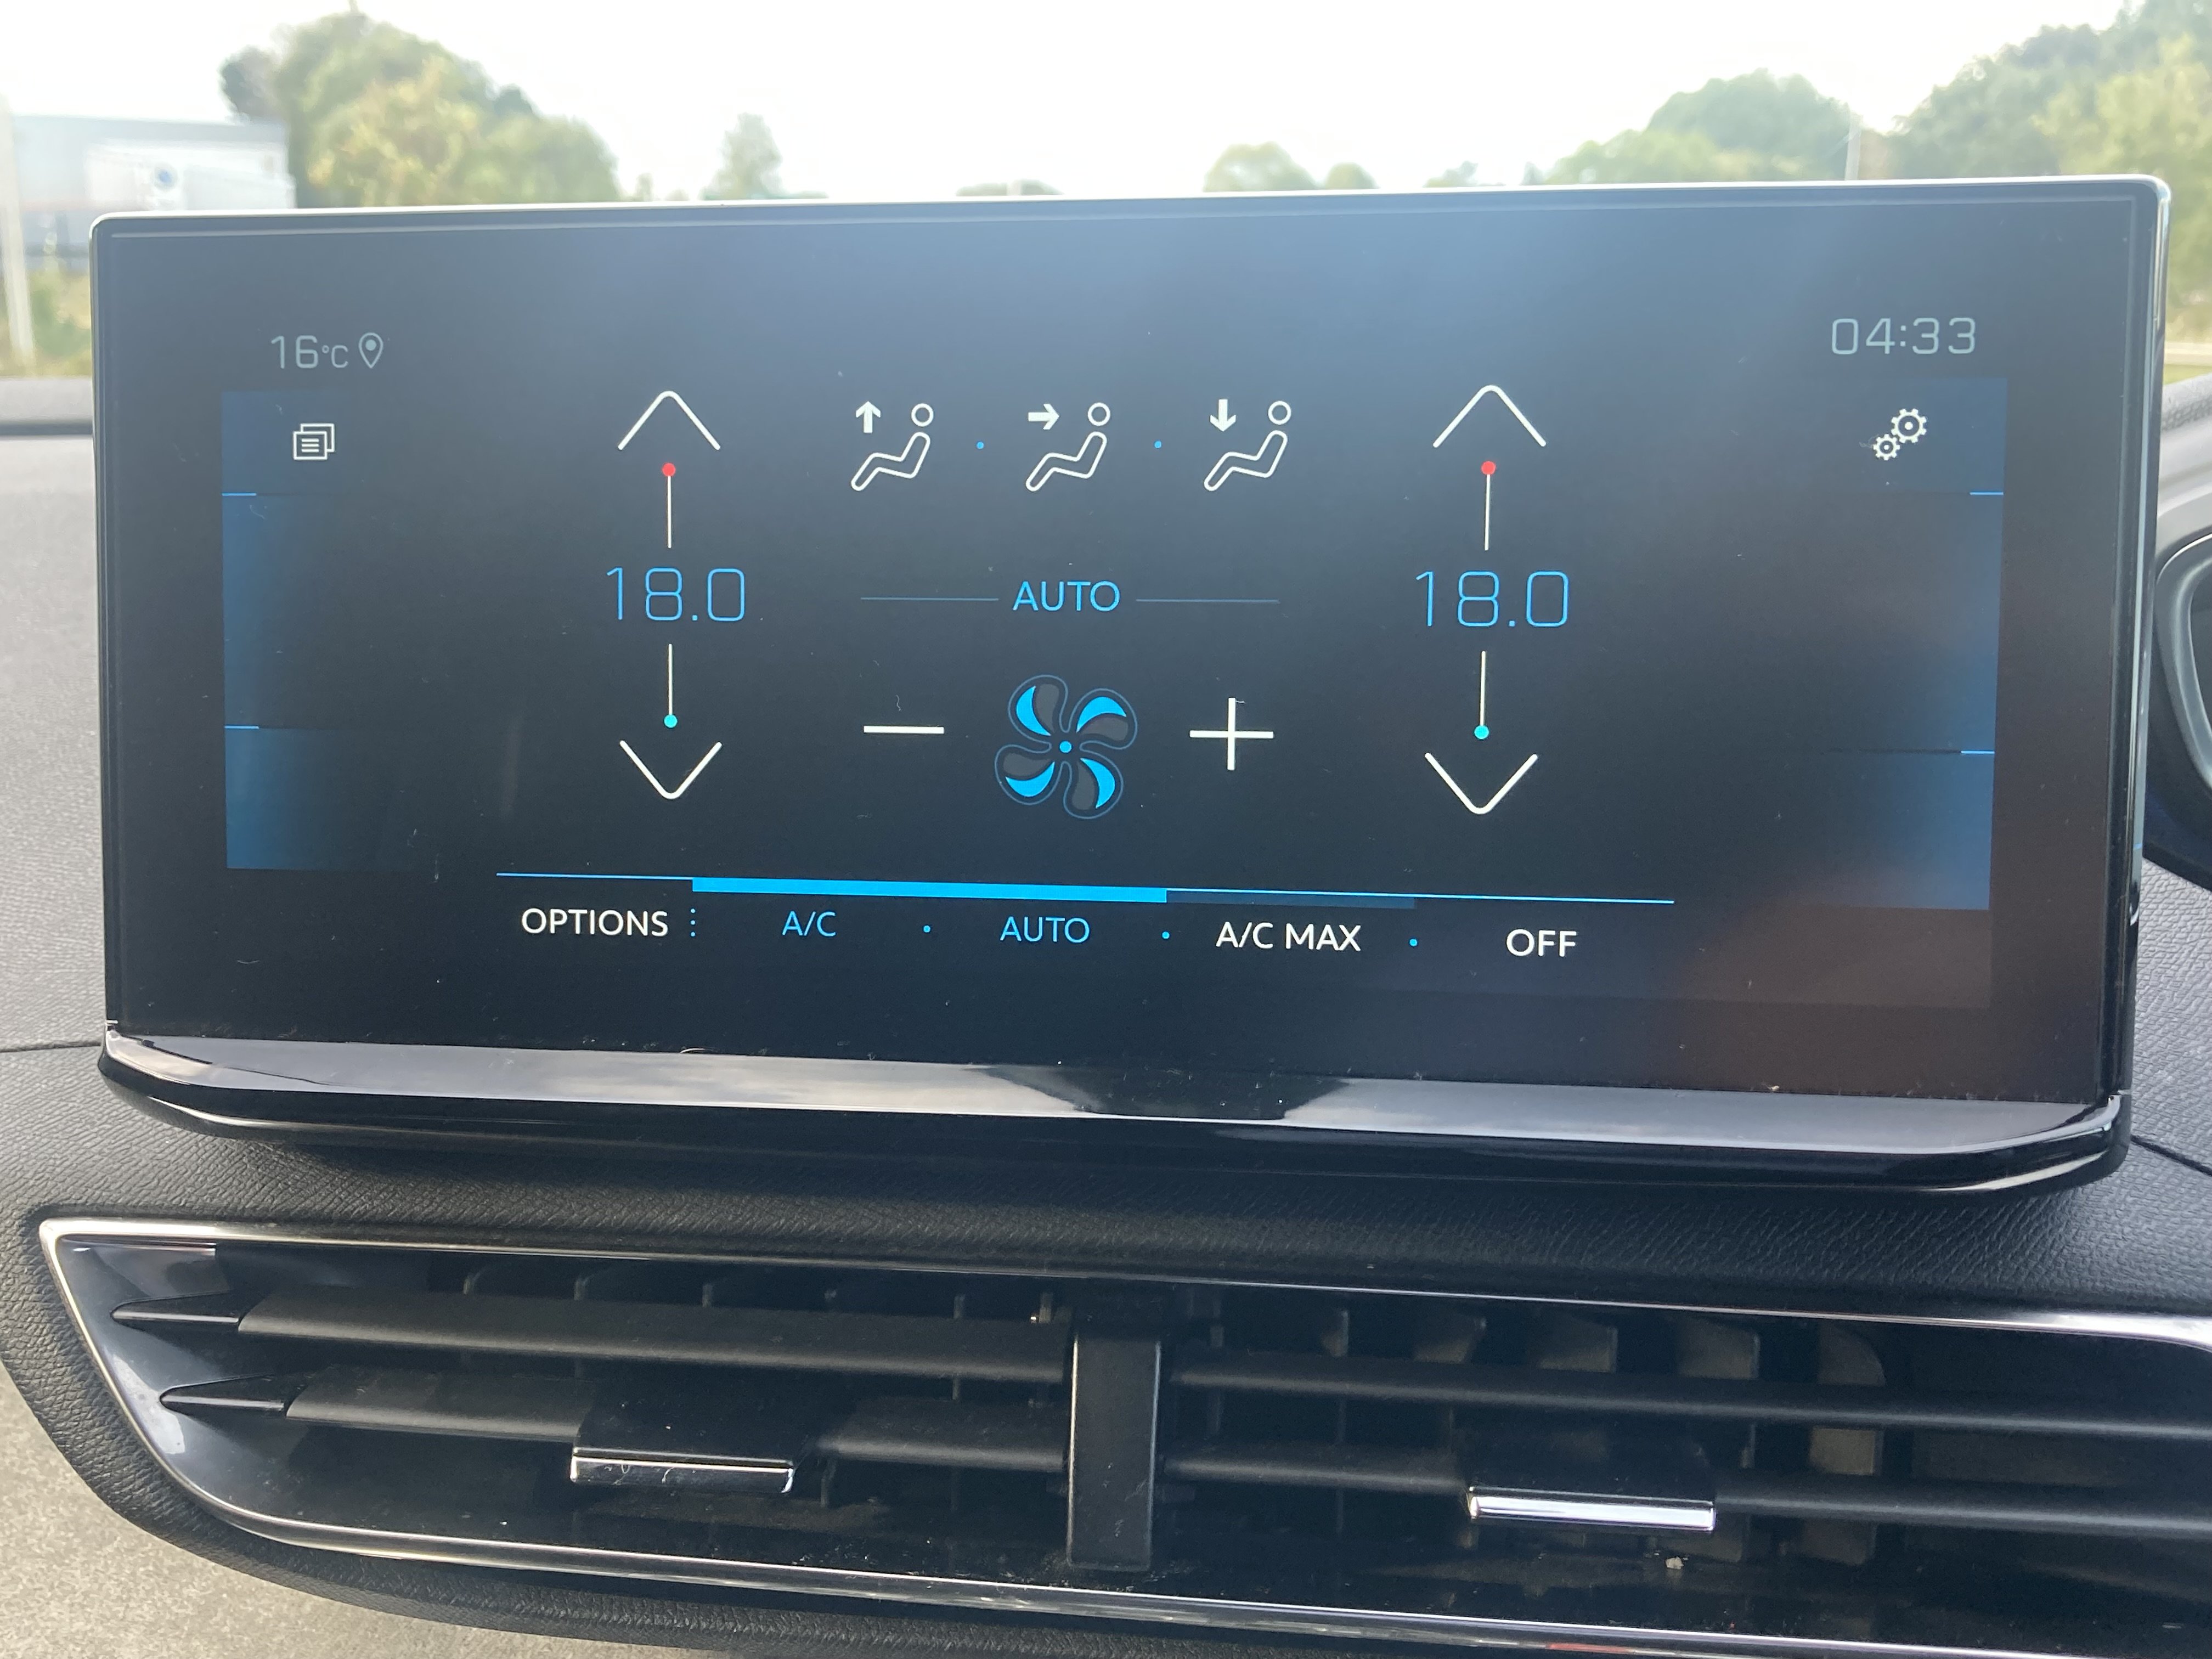 16°C
04:33
18.0
AUTO
18.0
OPTIONS
A/C
AUTO
A/C MAX
OFF